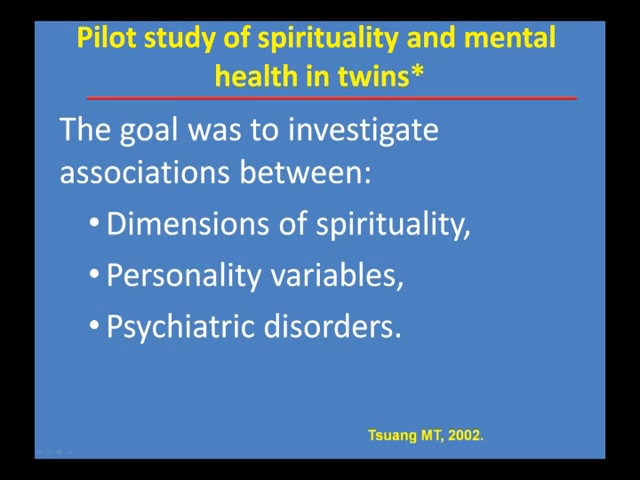 Pilot study of spirituality and mental
health in twins*
The goal was to investigate
associations between:
• Dimensions of spirituality,
• Personality variables,
• Psychiatric disorders.
Tsuang MT, 2002.